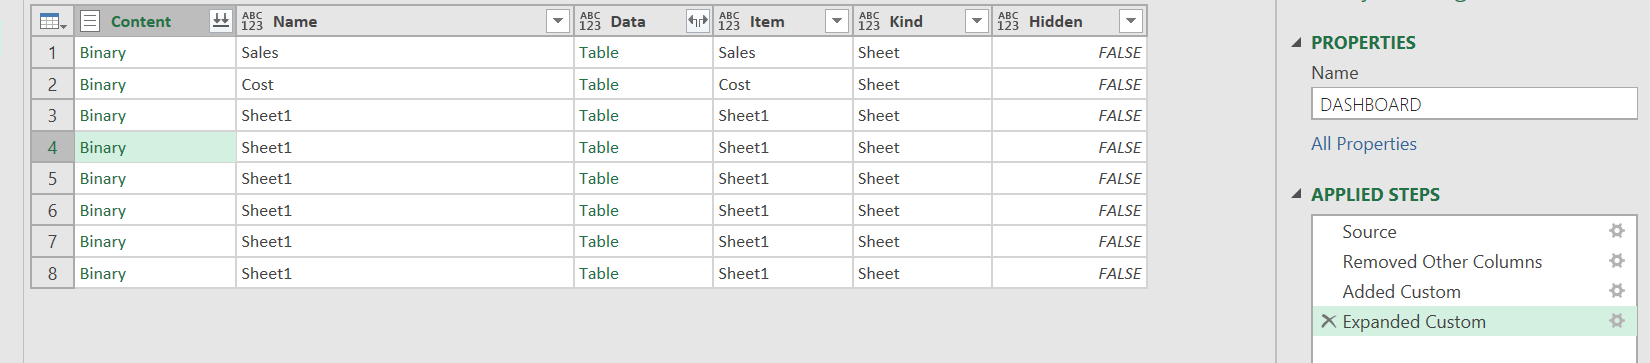 Content ABC 123 Name ABC 123 Data ABC 123 Item ABC 123 Kind ABC 123 Hidden
1 Binary Sales Table Sales Sheet FALSE
2 Binary Cost Table Cost Sheet FALSE
3 Binary Sheet1 Table Sheet1 Sheet FALSE
4 Binary Sheet1 Table Sheet1 Sheet FALSE
5 Binary Sheet1 Table Sheet1 Sheet FALSE
6 Binary Sheet1 Table Sheet1 Sheet FALSE
7 Binary Sheet1 Table Sheet1 Sheet FALSE
8 Binary Sheet1 Table Sheet1 Sheet FALSE
PROPERTIES
Name
DASHBOARD
All Properties
APPLIED STEPS
Source
Removed Other Columns
Added Custom
Expanded Custom